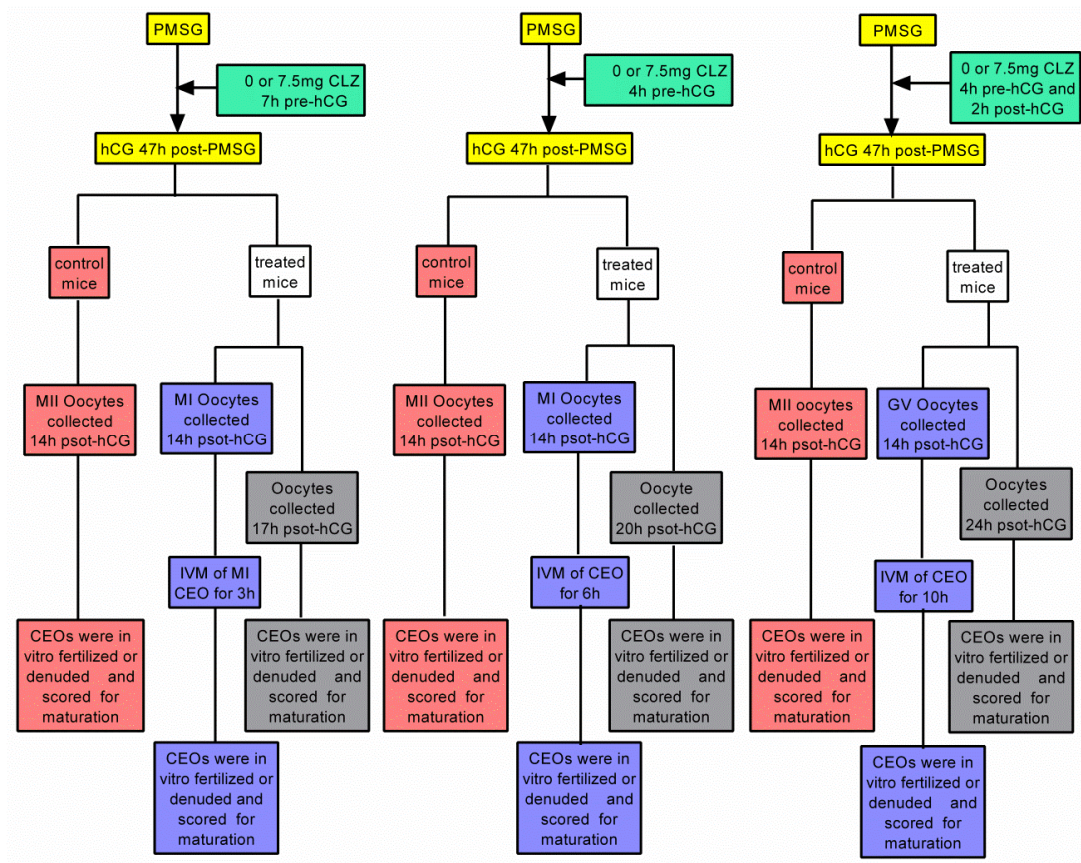 PMSG
0 or 7.5mg CLZ
7h pre-hCG
hCG 47h post-PMSG
control
mice
treated
mice
MII Oocytes
collected
14h psot-hCG
MI Oocytes
collected
14h psot-hCG
Oocytes
collected
17h psot-hCG
IVM of MI
CEO for 3h
CEOs were in
vitro fertilized or
denuded and
scored for
maturation
CEOs were in
vitro fertilized or
denuded and
scored for
maturation
CEOs were in
vitro fertilized or
denuded and
scored for
maturation
PMSG
0 or 7.5mg CLZ
4h pre-hCG
hCG 47h post-PMSG
control
mice
treated
mice
MII Oocytes
collected
14h psot-hCG
MI Oocytes
collected
14h psot-hCG
Oocyte
collected
20h psot-hCG
IVM of CEO
for 6h
CEOs were in
vitro fertilized or
denuded and
scored for
maturation
CEOs were in
vitro fertilized or
denuded and
scored for
maturation
CEOs were in
vitro fertilized or
denuded and
scored for
maturation
PMSG
0 or 7.5mg CLZ
4h pre-hCG and
2h post-hCG
hCG 47h post-PMSG
control
mice
treated
mice
MII oocytes
collected
14h psot-hCG
GV Oocytes
collected
14h psot-hCG
Oocytes
collected
24h psot-hCG
IVM of CEO
for 10h
CEOs were in
vitro fertilized or
denuded and
scored for
maturation
CEOs were in
vitro fertilized or
denuded and
scored for
maturation
CEOs were in
vitro fertilized or
denuded and
scored for
maturation